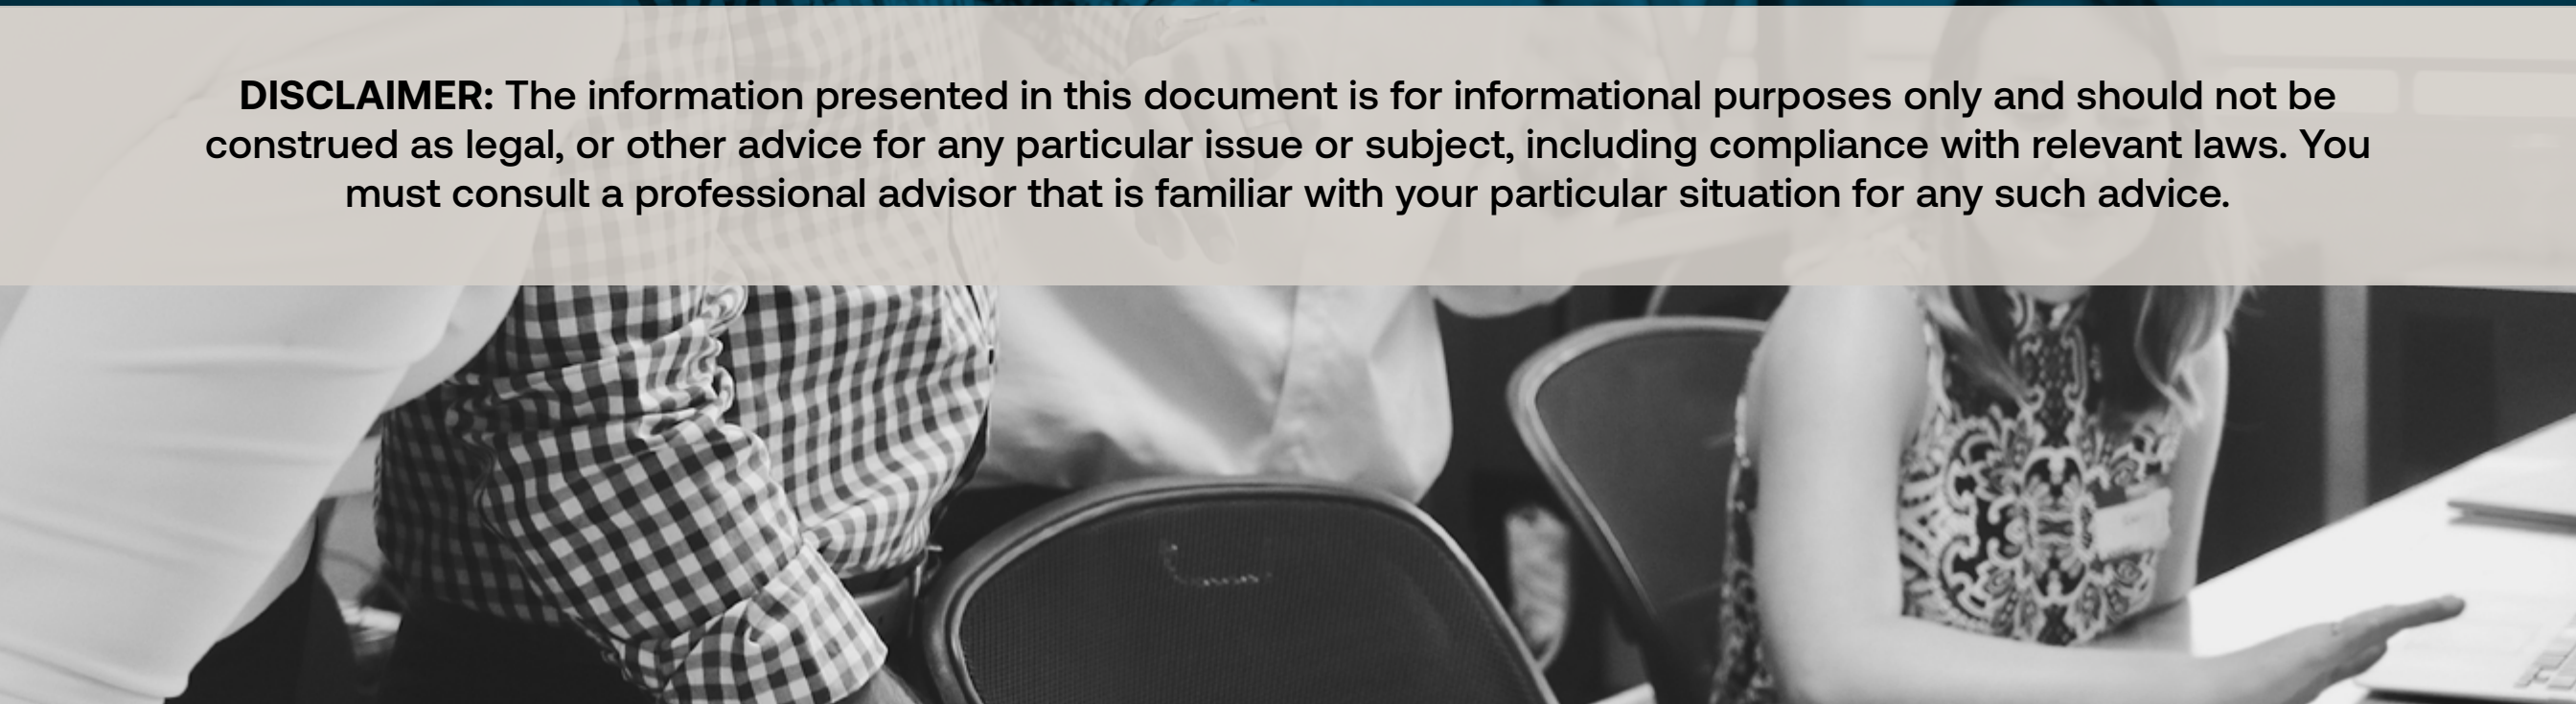 DISCLAIMER: The information presented in this document is for informational purposes only and should not be
construed as legal, or other advice for any particular issue or subject, including compliance with relevant laws. You
must consult a professional advisor that is familiar with your particular situation for any such advice.